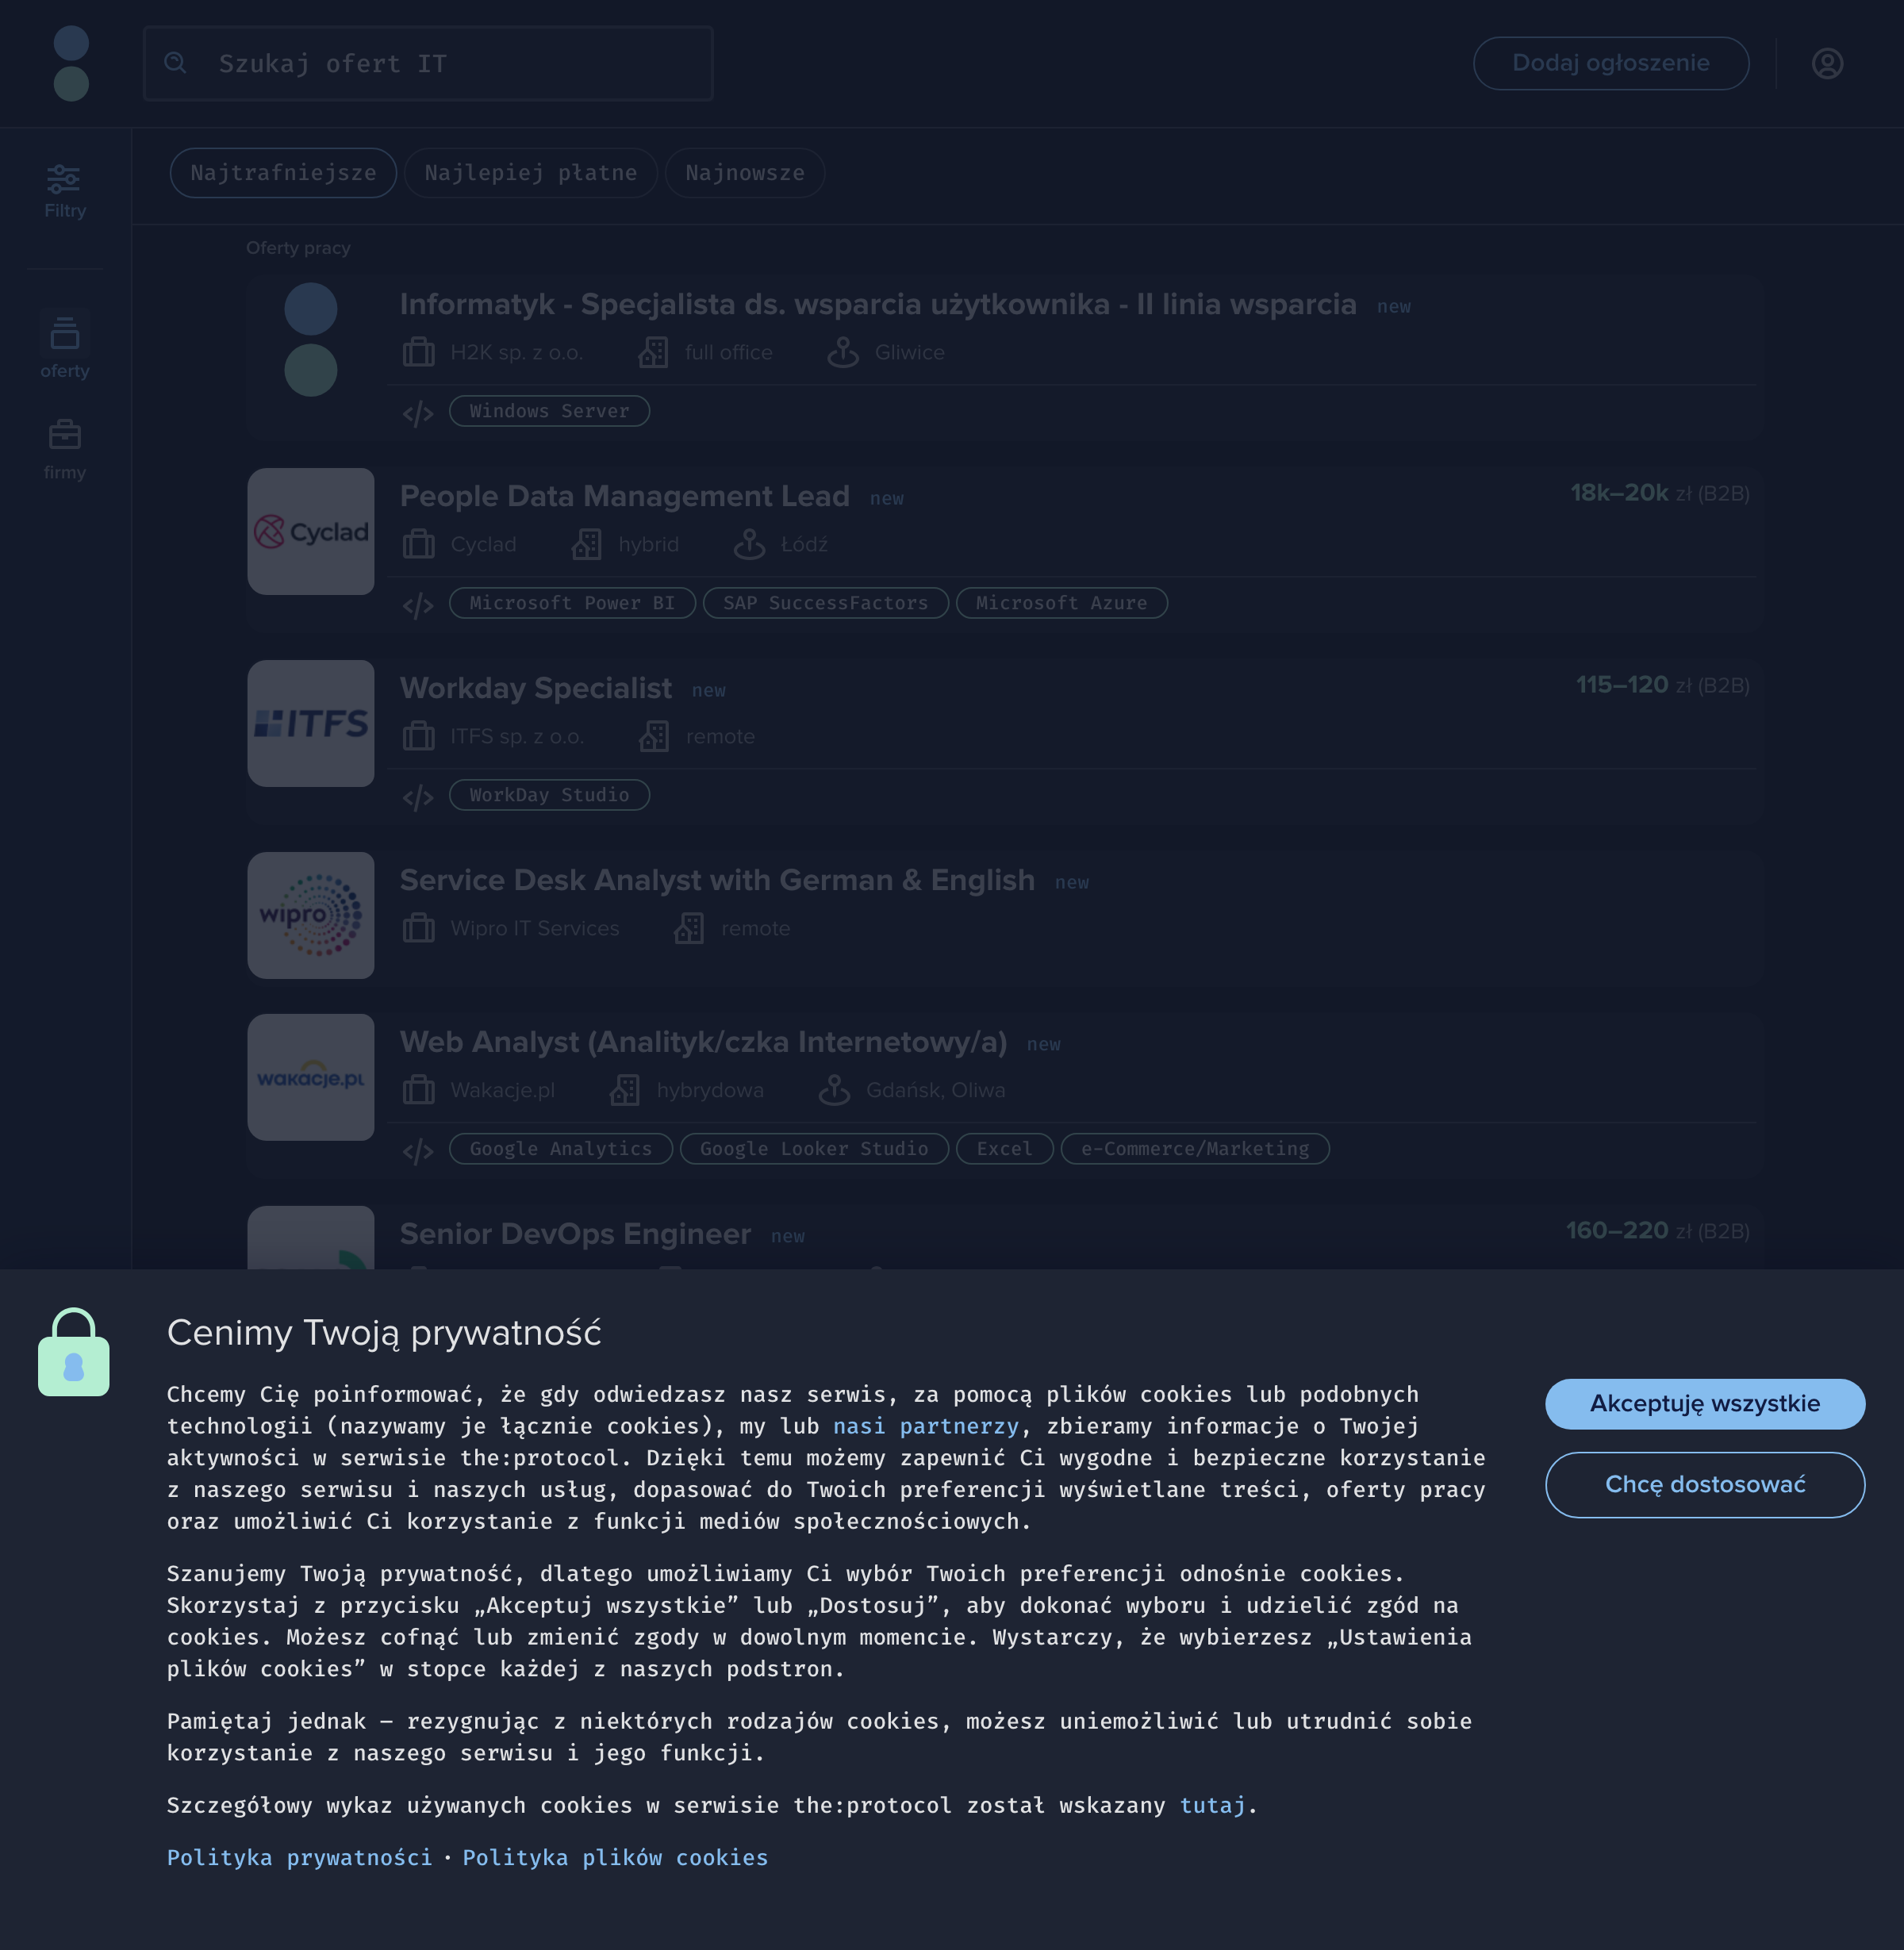 Szukaj ofert IT
Dodaj ogłoszenie
Filtry
oferty
firmy
Najtrafniejsze
Najlepiej płatne
Najnowsze
Oferty pracy
Informatyk - Specjalista ds. wsparcia użytkownika - II linia wsparcia new
H2K sp. z o.o. full office Gliwice
Windows Server
Cyclad
People Data Management Lead new 18k–20k zł (B2B)
Cyclad hybrid Łódź
Microsoft Power BI SAP SuccessFactors Microsoft Azure
ITFS
Workday Specialist new 115–120 zł (B2B)
ITFS sp. z o.o. remote
WorkDay Studio
wipro
Service Desk Analyst with German & English new
Wipro IT Services remote
wakacje.pl
Web Analyst (Analityk/czka Internetowy/a) new
Wakacje.pl hybrydowa Gdańsk, Oliwa
Google Analytics Google Looker Studio Excel e-Commerce/Marketing
Senior DevOps Engineer new 160–220 zł (B2B)
Cenimy Twoją prywatność
Chcemy Cię poinformować, że gdy odwiedzasz nasz serwis, za pomocą plików cookies lub podobnych
technologii (nazywamy je łącznie cookies), my lub nasi partnerzy, zbieramy informacje o Twojej
aktywności w serwisie the:protocol. Dzięki temu możemy zapewnić Ci wygodne i bezpieczne korzystanie
z naszego serwisu i naszych usług, dopasować do Twoich preferencji wyświetlane treści, oferty pracy
oraz umożliwić Ci korzystanie z funkcji mediów społecznościowych.
Szanujemy Twoją prywatność, dlatego umożliwiamy Ci wybór Twoich preferencji odnośnie cookies.
Skorzystaj z przycisku „Akceptuj wszystkie” lub „Dostosuj”, aby dokonać wyboru i udzielić zgód na
cookies. Możesz cofnąć lub zmienić zgody w dowolnym momencie. Wystarczy, że wybierzesz „Ustawienia
plików cookies” w stopce każdej z naszych podstron.
Pamiętaj jednak – rezygnując z niektórych rodzajów cookies, możesz uniemożliwić lub utrudnić sobie
korzystanie z naszego serwisu i jego funkcji.
Szczegółowy wykaz używanych cookies w serwisie the:protocol został wskazany tutaj.
Polityka prywatności · Polityka plików cookies
Akceptuję wszystkie
Chcę dostosować